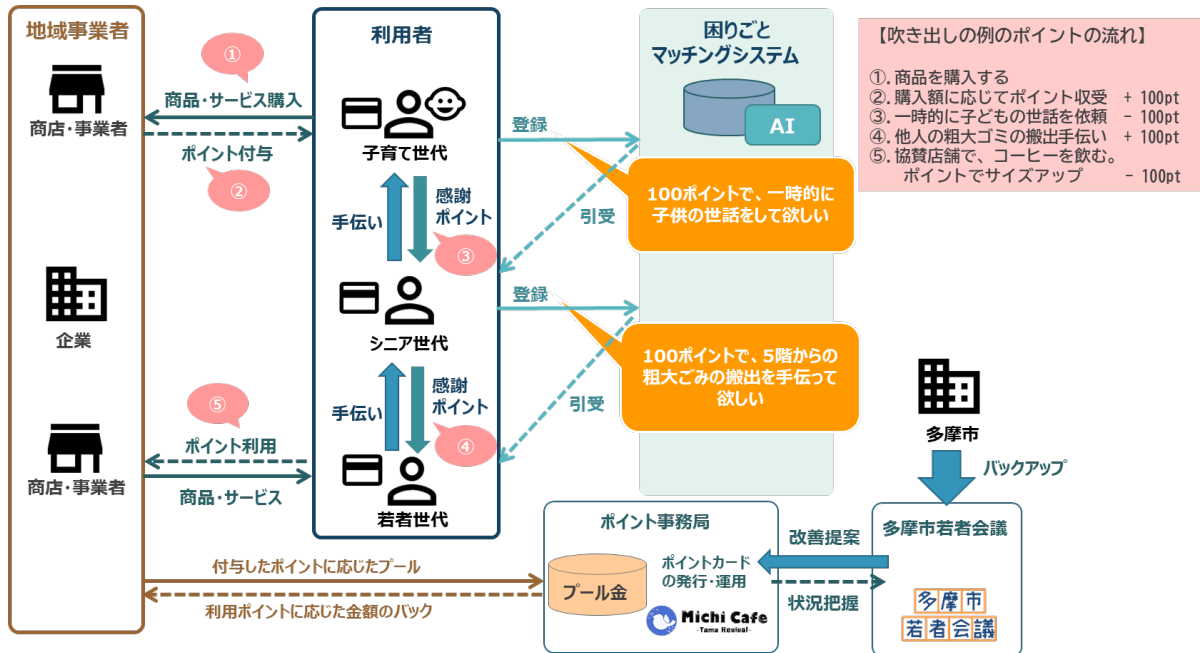 地域事業者
商店・事業者
企業
商店・事業者
①
商品・サービス購入
ポイント付与
②
⑤
ポイント利用
商品・サービス
利用者
子育て世代
手伝い
感謝
ポイント
③
シニア世代
手伝い
感謝
ポイント
④
若者世代
登録
引受
登録
引受
困りごと
マッチングシステム
AI
100ポイントで、一時的に
子供の世話をして欲しい
100ポイントで、5階からの
粗大ごみの搬出を手伝って
欲しい
【吹き出しの例のポイントの流れ】
①. 商品を購入する
②. 購入額に応じてポイント収受 + 100pt
③. 一時的に子どもの世話を依頼 - 100pt
④. 他人の粗大ゴミの搬出手伝い + 100pt
⑤. 協賛店舗で、コーヒーを飲む。
ポイントでサイズアップ - 100pt
多摩市
バックアップ
多摩市若者会議
多摩市
若者会議
改善提案
状況把握
ポイント事務局
プール金
ポイントカード
の発行・運用
Michi Cafe
-Tama Revival-
付与したポイントに応じたプール
利用ポイントに応じた金額のバック